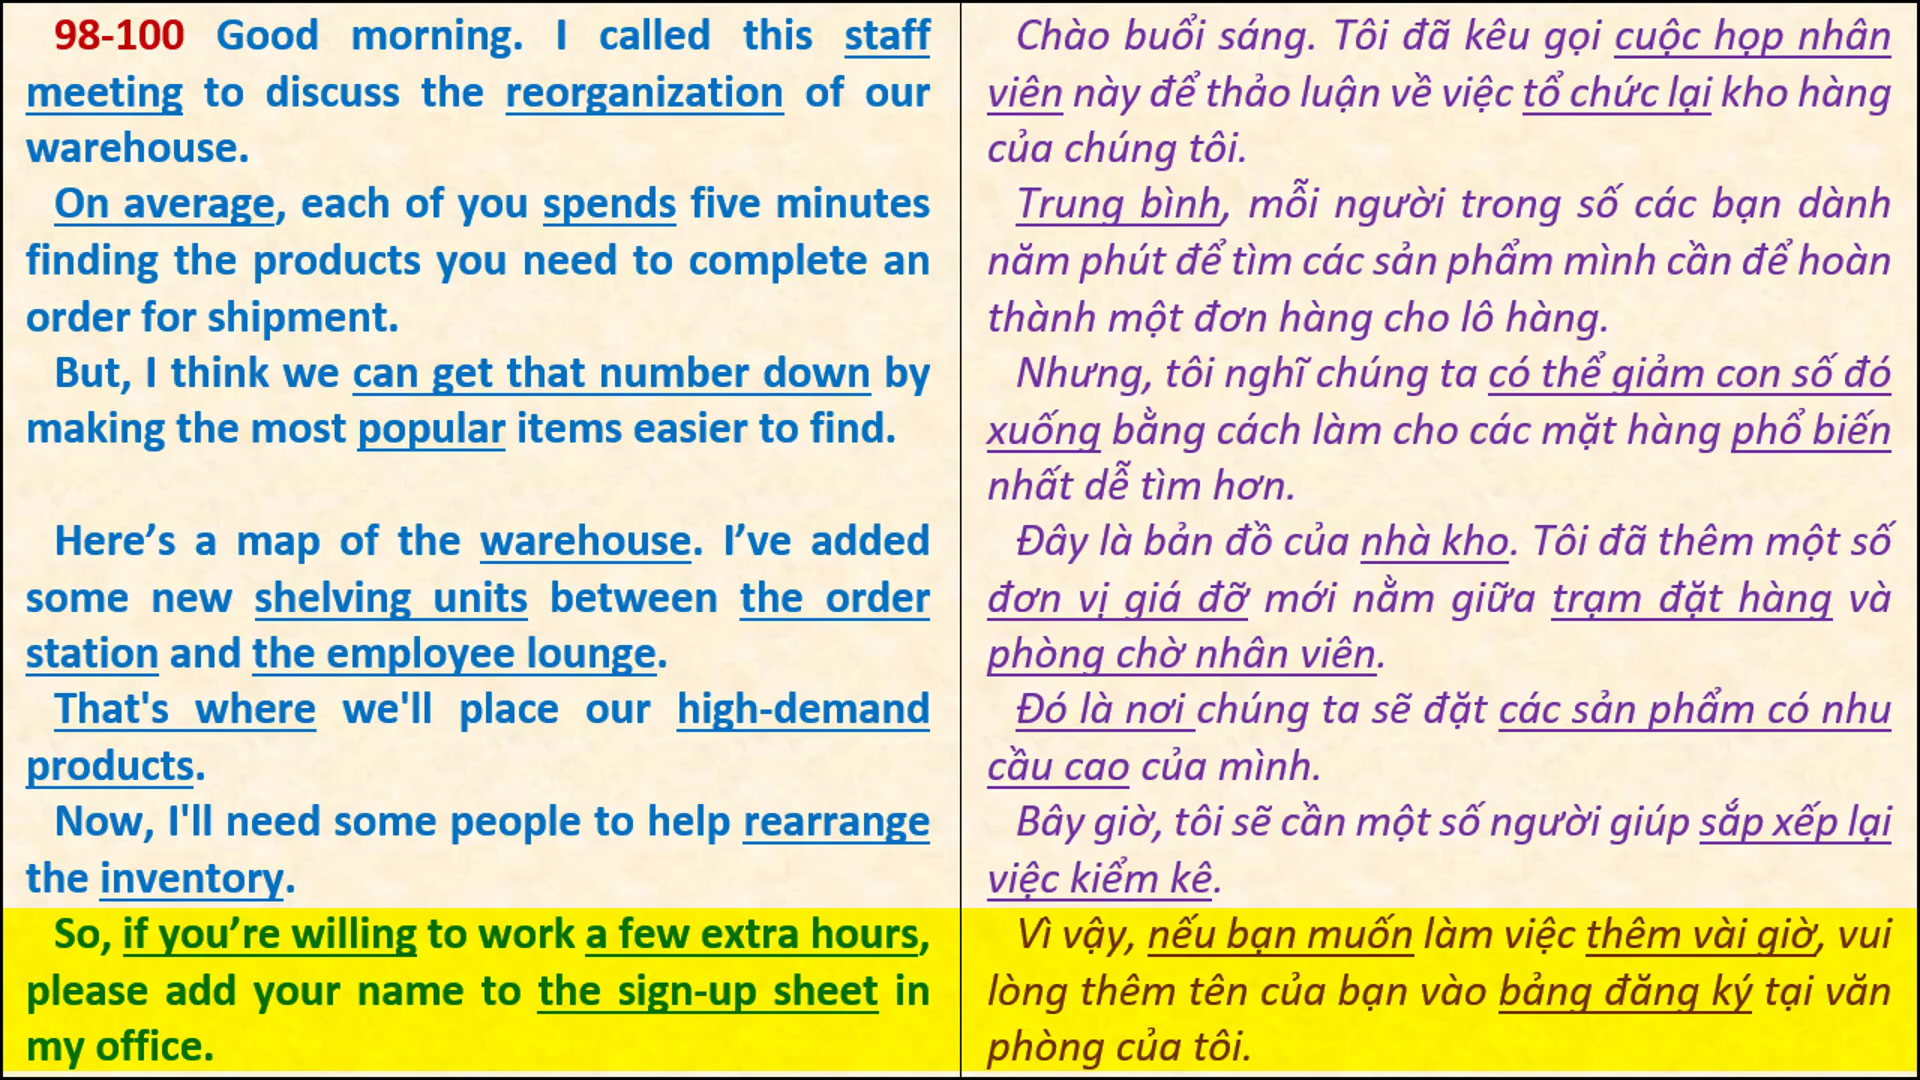 98-100 Good morning. I called this staff
meeting to discuss the reorganization of our
warehouse.
On average, each of you spends five minutes
finding the products you need to complete an
order for shipment.
But, I think we can get that number down by
making the most popular items easier to find.
Here’s a map of the warehouse. I’ve added
some new shelving units between the order
station and the employee lounge.
That's where we'll place our high-demand
products.
Now, I'll need some people to help rearrange
the inventory.
So, if you’re willing to work a few extra hours,
please add your name to the sign-up sheet in
my office.
Chào buổi sáng. Tôi đã kêu gọi cuộc họp nhân
viên này để thảo luận về việc tổ chức lại kho hàng
của chúng tôi.
Trung bình, mỗi người trong số các bạn dành
năm phút để tìm các sản phẩm mình cần để hoàn
thành một đơn hàng cho lô hàng.
Nhưng, tôi nghĩ chúng ta có thể giảm con số đó
xuống bằng cách làm cho các mặt hàng phổ biến
nhất dễ tìm hơn.
Đây là bản đồ của nhà kho. Tôi đã thêm một số
đơn vị giá đỡ mới nằm giữa trạm đặt hàng và
phòng chờ nhân viên.
Đó là nơi chúng ta sẽ đặt các sản phẩm có nhu
cầu cao của mình.
Bây giờ, tôi sẽ cần một số người giúp sắp xếp lại
việc kiểm kê.
Vì vậy, nếu bạn muốn làm việc thêm vài giờ, vui
lòng thêm tên của bạn vào bảng đăng ký tại văn
phòng của tôi.